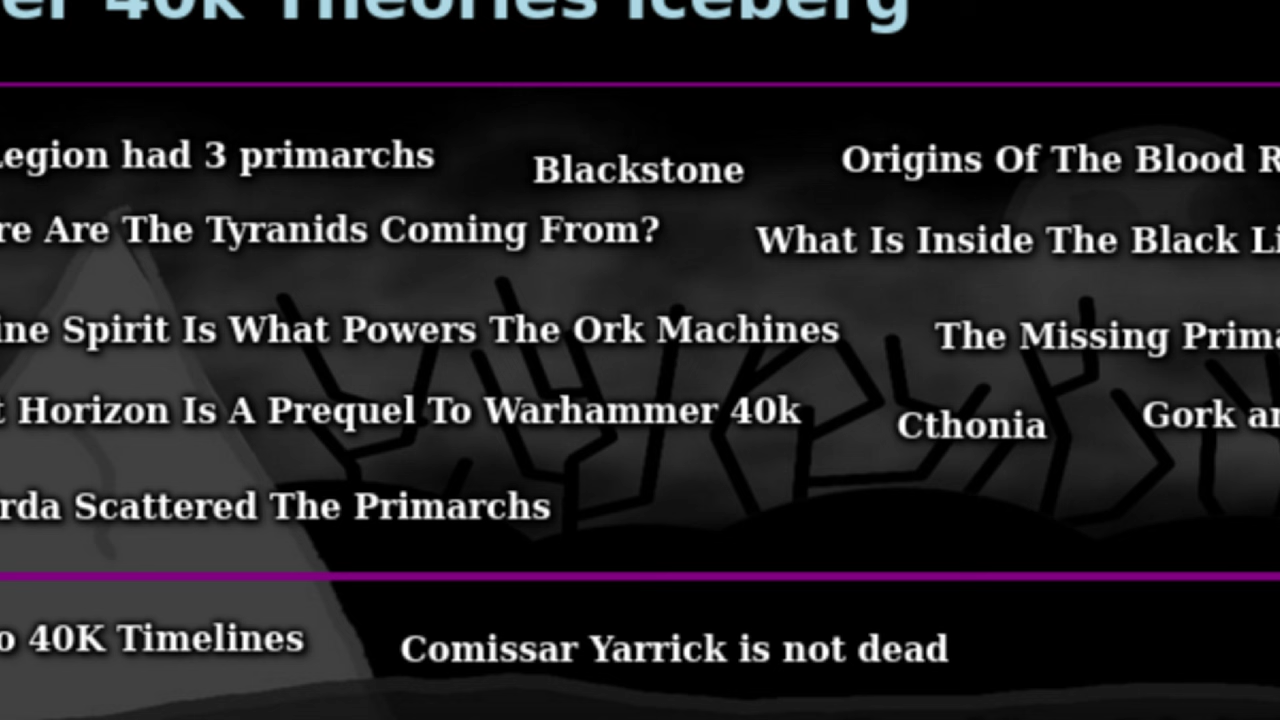 er 40k Theories Iceberg
Legion had 3 primarchs
Blackstone
Origins Of The Blood R
re Are The Tyranids Coming From?
What Is Inside The Black Li
ine Spirit Is What Powers The Ork Machines
The Missing Prima
t Horizon Is A Prequel To Warhammer 40k
Cthonia
Gork an
rda Scattered The Primarchs
o 40K Timelines
Comissar Yarrick is not dead